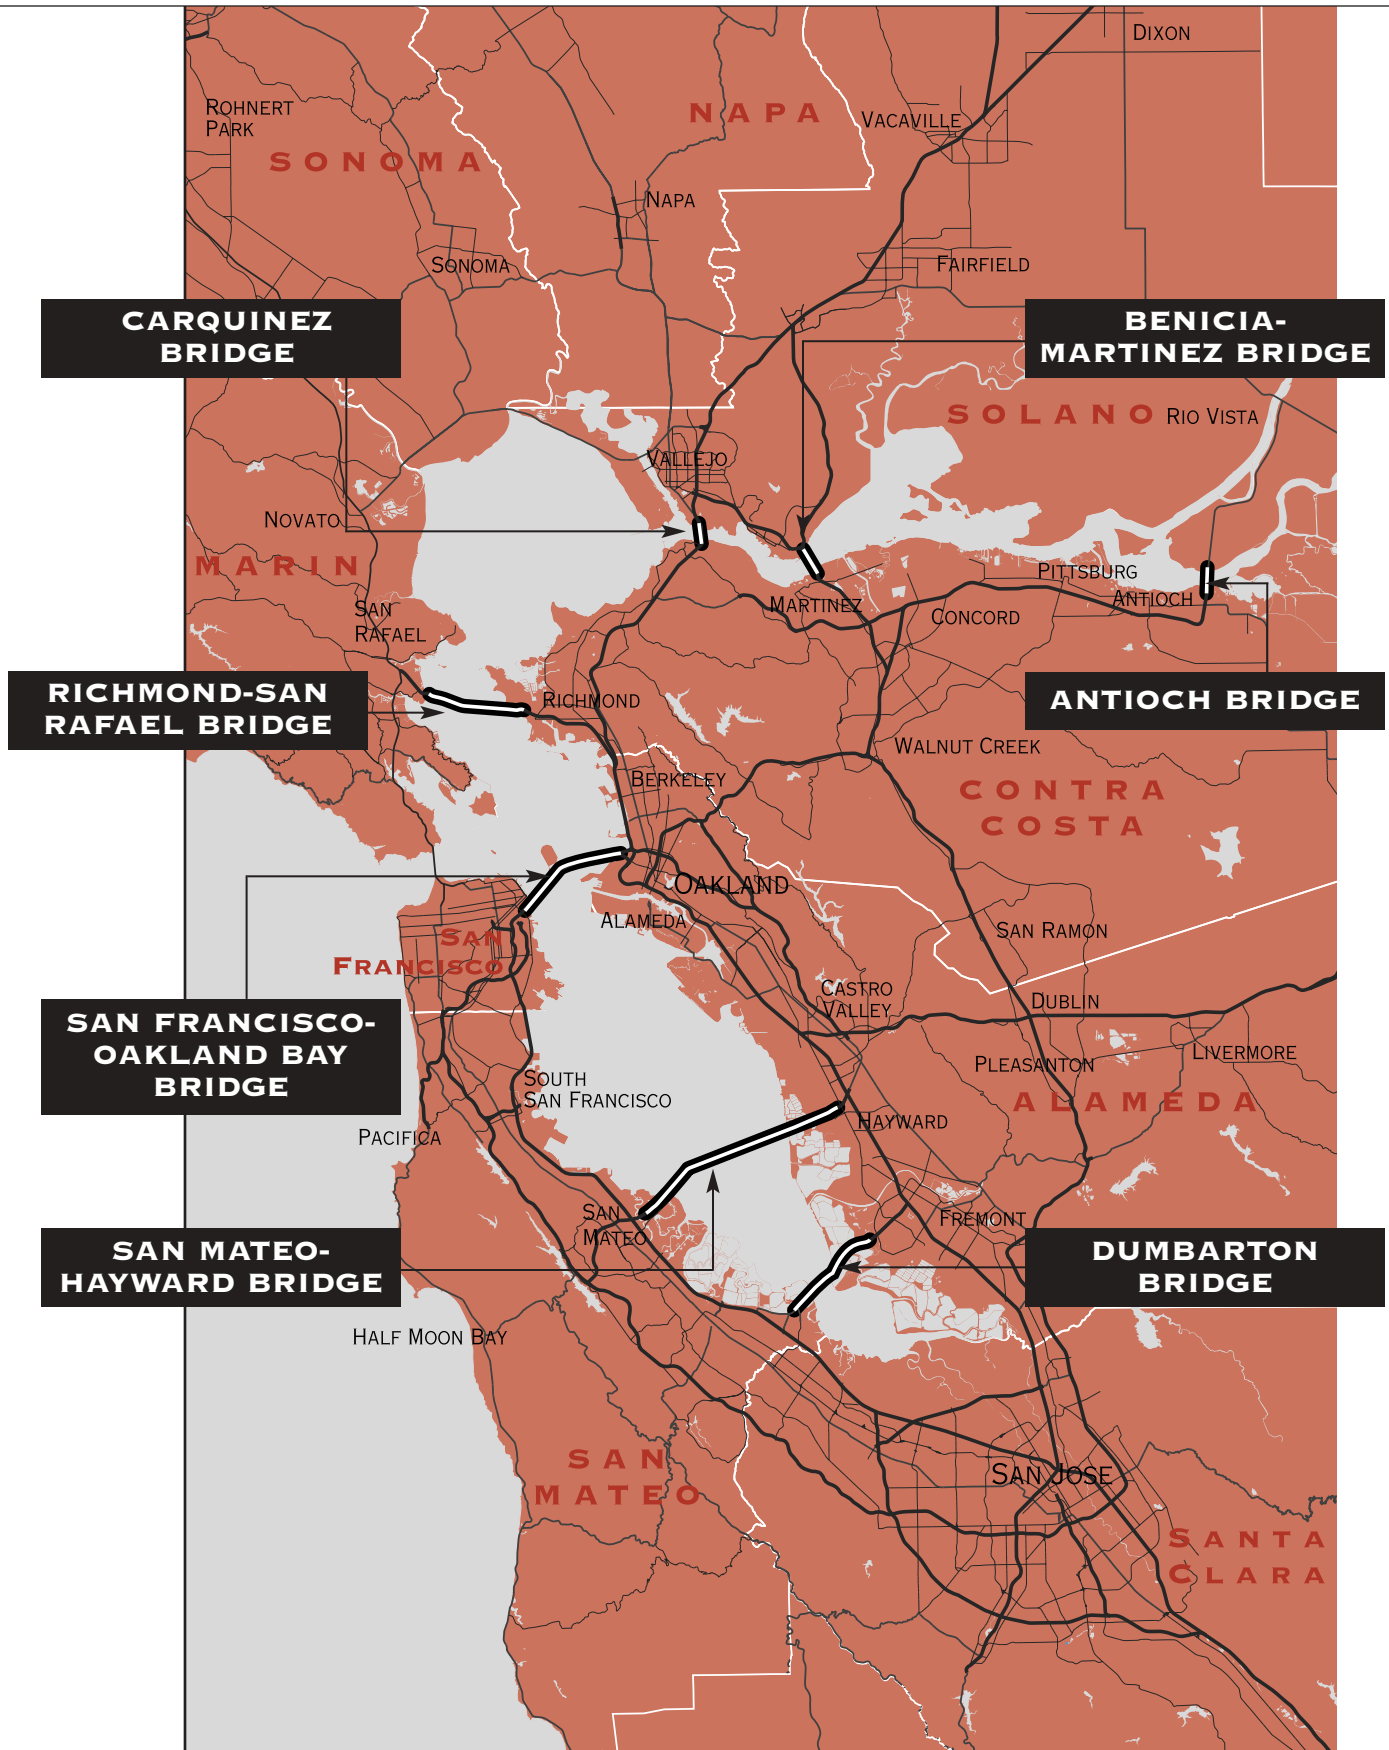 DIXON
ROHNERT
PARK
NAPA
VACAVILLE
SONOMA
NAPA
SONOMA
FAIRFIELD
CARQUINEZ
BRIDGE
BENICIA-
MARTINEZ BRIDGE
SOLANO
RIO VISTA
VALLEJO
NOVATO
MARIN
PITTSBURG
ANTIOCH
MARTINEZ
CONCORD
SAN
RAFAEL
RICHMOND-SAN
RAFAEL BRIDGE
RICHMOND
ANTIOCH BRIDGE
WALNUT CREEK
BERKELEY
CONTRA
COSTA
OAKLAND
ALAMEDA
SAN
FRANCISCO
SAN RAMON
CASTRO
VALLEY
DUBLIN
SAN FRANCISCO-
OAKLAND BAY
BRIDGE
LIVERMORE
PLEASANTON
SOUTH
SAN FRANCISCO
ALAMEDA
HAYWARD
PACIFICA
SAN
MATEO
FREMONT
SAN MATEO-
HAYWARD BRIDGE
DUMBARTON
BRIDGE
HALF MOON BAY
SAN
MATEO
SAN JOSE
SANTA
CLARA